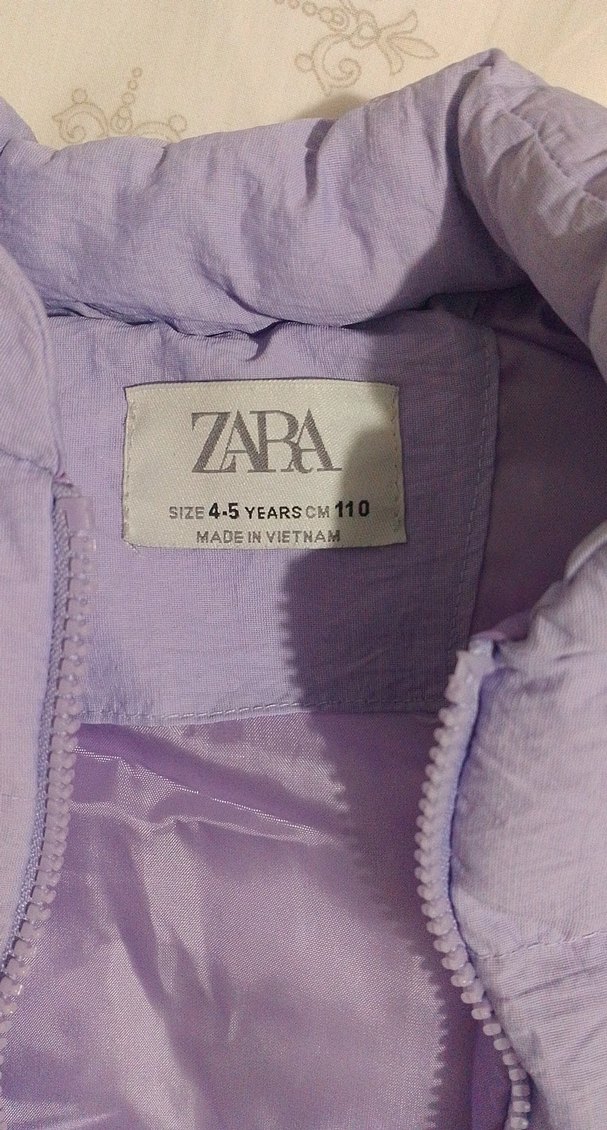 ZARA
SIZE 4-5 YEARS CM 110
MADE IN VIETNAM